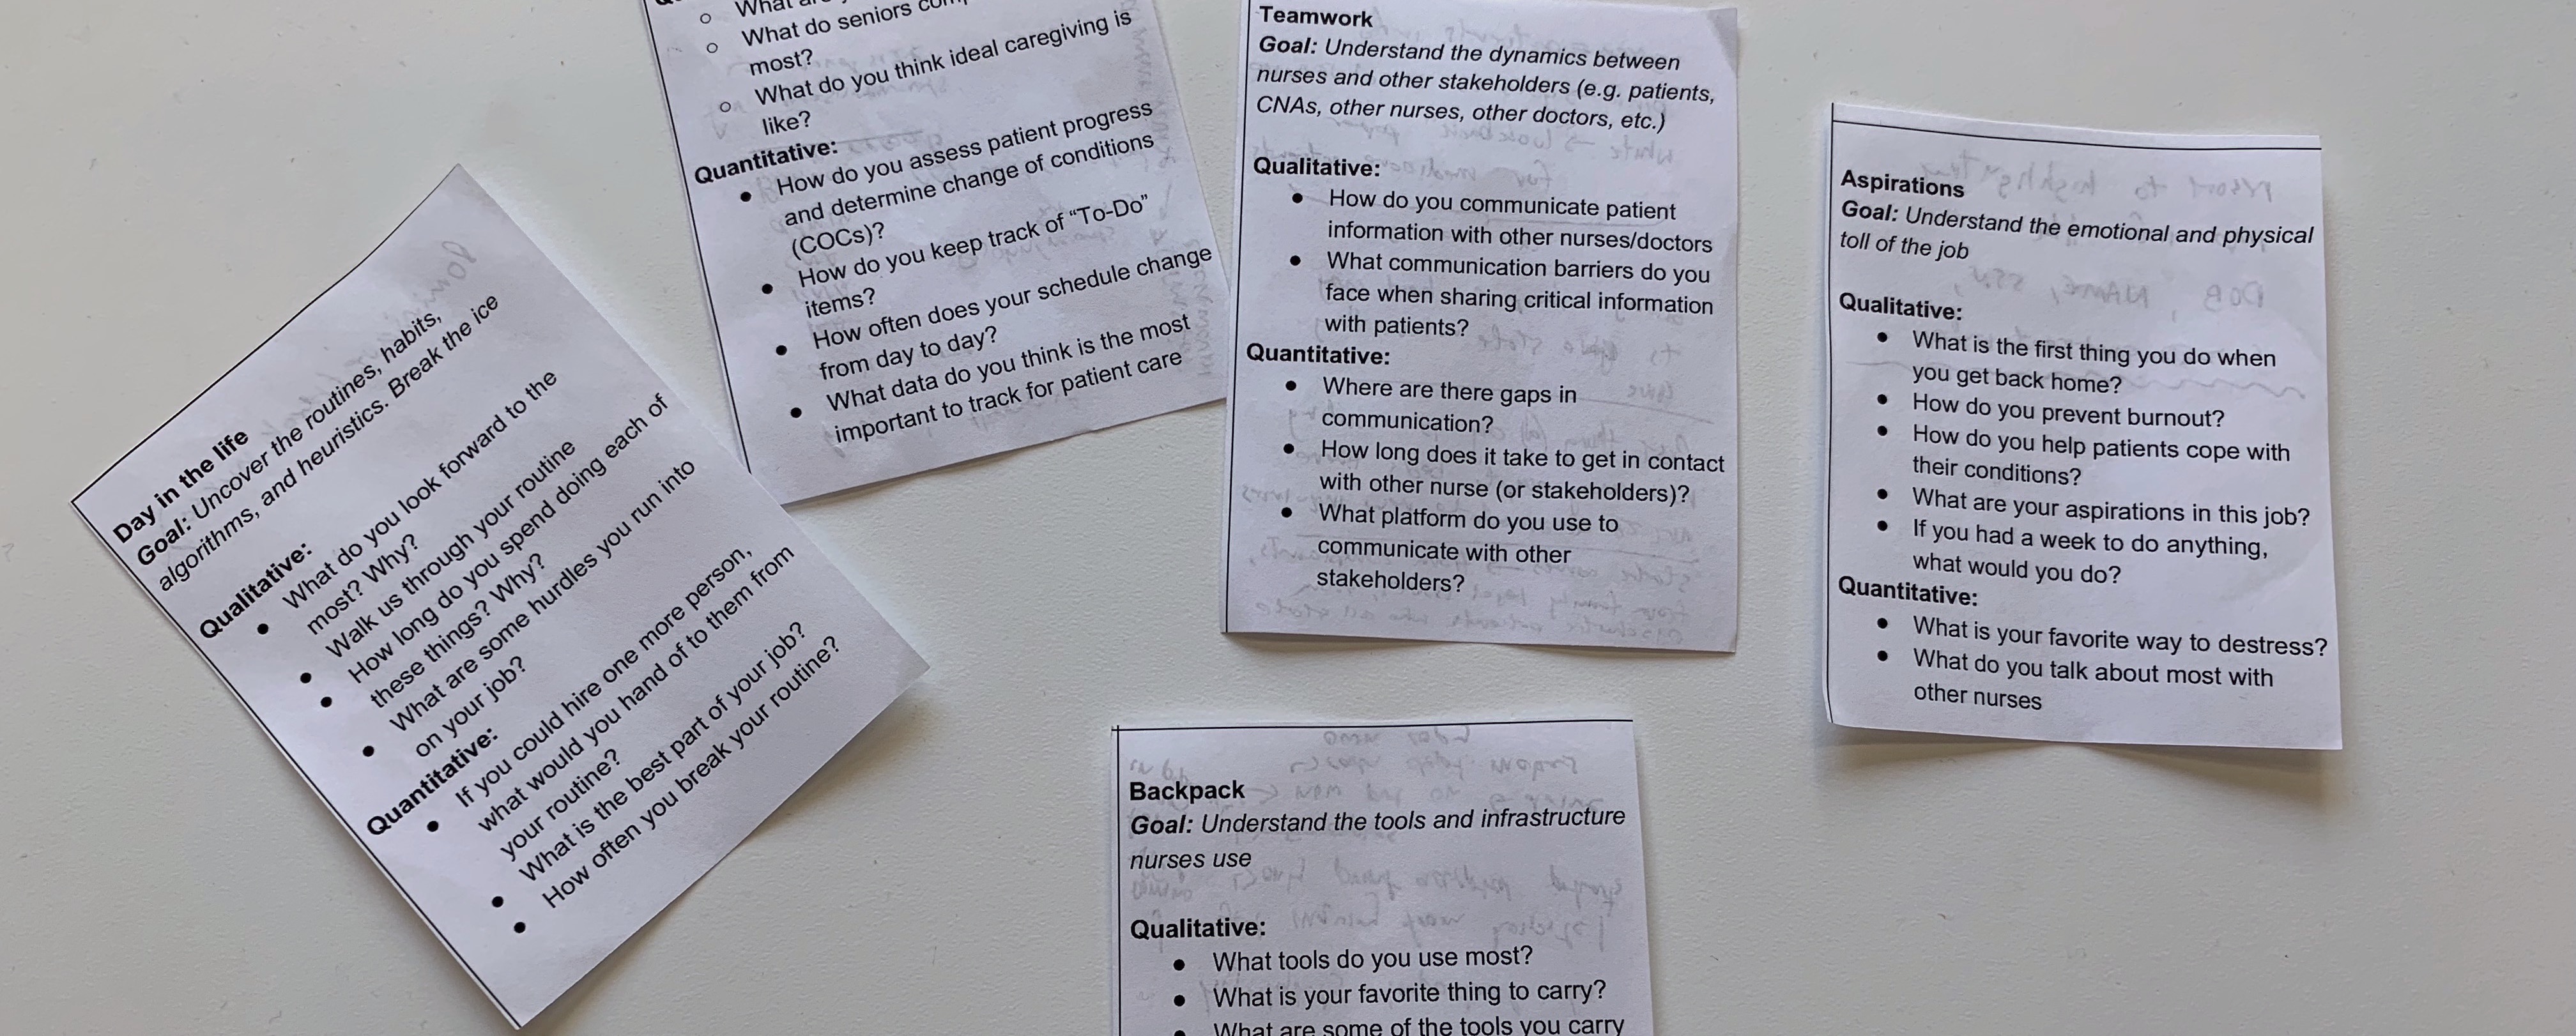 Day in the life
Goal: Uncover the routines, habits,
algorithms, and heuristics. Break the ice
Qualitative:
● What do you look forward to the
most? Why?
● Walk us through your routine
● How long do you spend doing each of
these things? Why?
● What are some hurdles you run into
on your job?
Quantitative:
● If you could hire one more person,
what would you hand of to them from
your routine?
● What is the best part of your job?
● How often you break your routine?
○ What
○ What do seniors
most?
○ What do you think ideal caregiving is
like?
Quantitative:
● How do you assess patient progress
and determine change of conditions
(COCs)?
● How do you keep track of “To-Do”
items?
● How often does your schedule change
from day to day?
● What data do you think is the most
important to track for patient care
Teamwork
Goal: Understand the dynamics between
nurses and other stakeholders (e.g. patients,
CNAs, other nurses, other doctors, etc.)
Qualitative:
● How do you communicate patient
information with other nurses/doctors
● What communication barriers do you
face when sharing critical information
with patients?
Quantitative:
● Where are there gaps in
communication?
● How long does it take to get in contact
with other nurse (or stakeholders)?
● What platform do you use to
communicate with other
stakeholders?
Backpack
Goal: Understand the tools and infrastructure
nurses use
Qualitative:
● What tools do you use most?
● What is your favorite thing to carry?
● What are some of the tools you carry
Aspirations
Goal: Understand the emotional and physical
toll of the job
Qualitative:
● What is the first thing you do when
you get back home?
● How do you prevent burnout?
● How do you help patients cope with
their conditions?
● What are your aspirations in this job?
● If you had a week to do anything,
what would you do?
Quantitative:
● What is your favorite way to destress?
● What do you talk about most with
other nurses